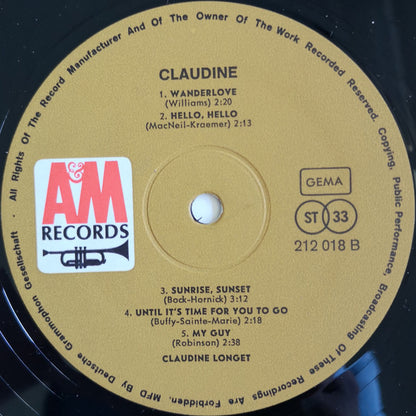 All Rights Of The Record Manufacturer And Of The Owner Of The Work Recorded Reserved. Copying, Public Performance, Broadcasting Of These Recordings Are Forbidden. MFD By Deutsche Grammophon Gesellschaft ·
CLAUDINE
1. WANDERLOVE
(Williams) 2:20
2. HELLO, HELLO
(MacNeil-Kraemer) 2:13
A&M
RECORDS
GEMA
ST 33
212 018 B
3. SUNRISE, SUNSET
(Bock-Hornick) 3:12
4. UNTIL IT'S TIME FOR YOU TO GO
(Buffy-Sainte-Marie) 2:18
5. MY GUY
(Robinson) 2:38
CLAUDINE LONGET